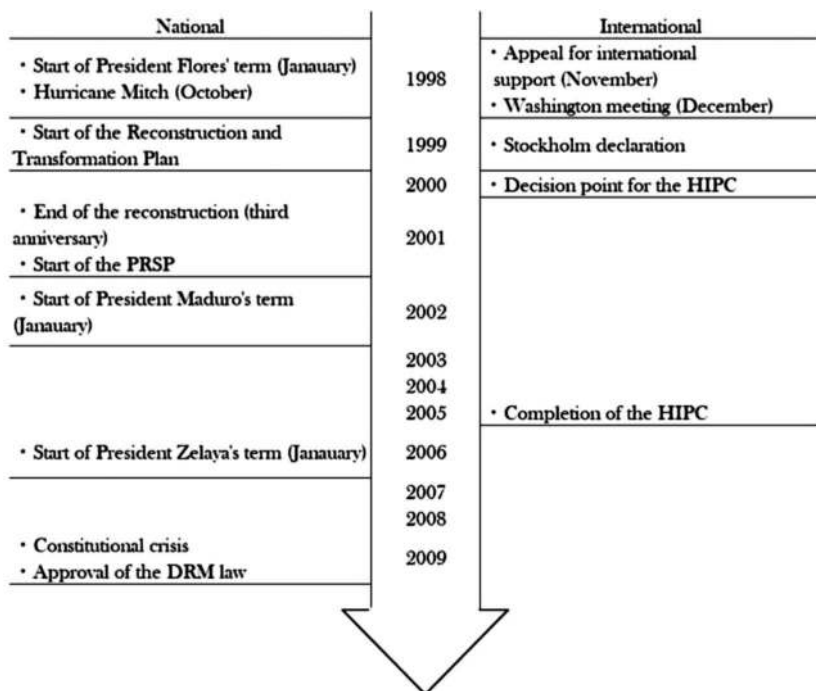 National
International
・Start of President Flores' term (Janauary)
・Hurricane Mitch (October)
1998
・Appeal for international
support (November)
・Washington meeting (December)
・Start of the Reconstruction and
Transformation Plan
1999
・Stockholm declaration
2000
・Decision point for the HIPC
・End of the reconstruction (third
anniversary)
・Start of the PRSP
2001
・Start of President Maduro's term
(Janauary)
2002
2003
2004
2005
・Completion of the HIPC
・Start of President Zelaya's term (Janauary)
2006
2007
2008
・Constitutional crisis
・Approval of the DRM law
2009